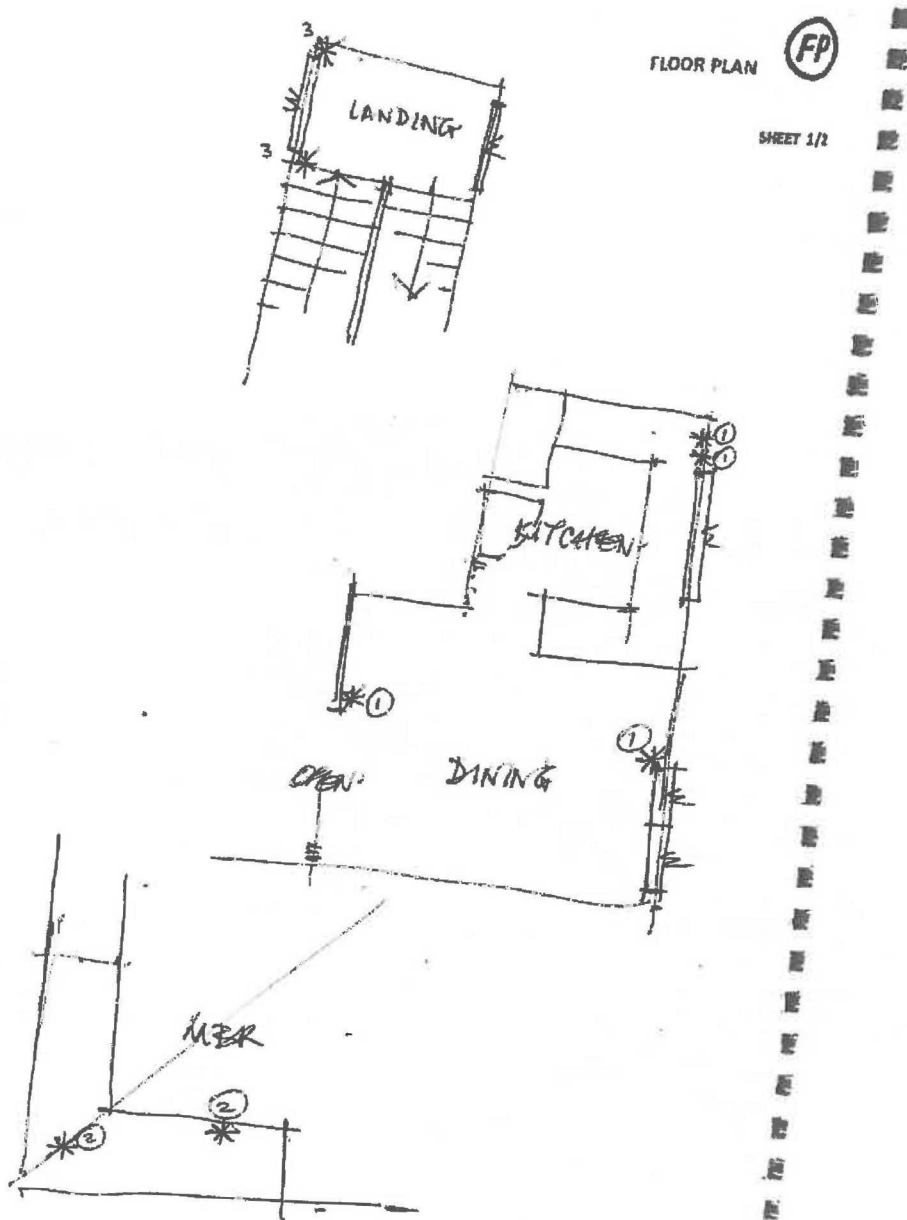 FP
FLOOR PLAN
SHEET 1/2
3
LANDING
3
W
W
1
1
KITCHEN
W
1
1
OPEN
DINING
W
W
MBR
2
2